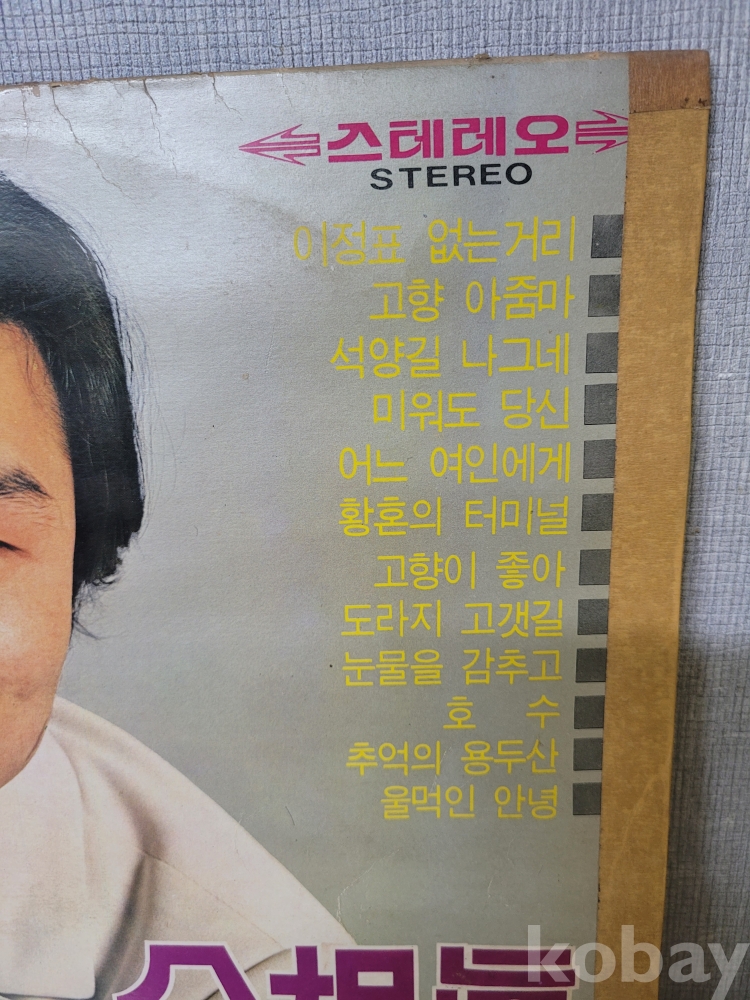 스테레오
STEREO
이정표 없는거리
고향 아줌마
석양길 나그네
미워도 당신
어느 여인에게
황혼의 터마널
고향이 좋아
도라지 고갯길
눈물을 감추고
호 수
추억의 용두산
울먹인 안녕
kobay